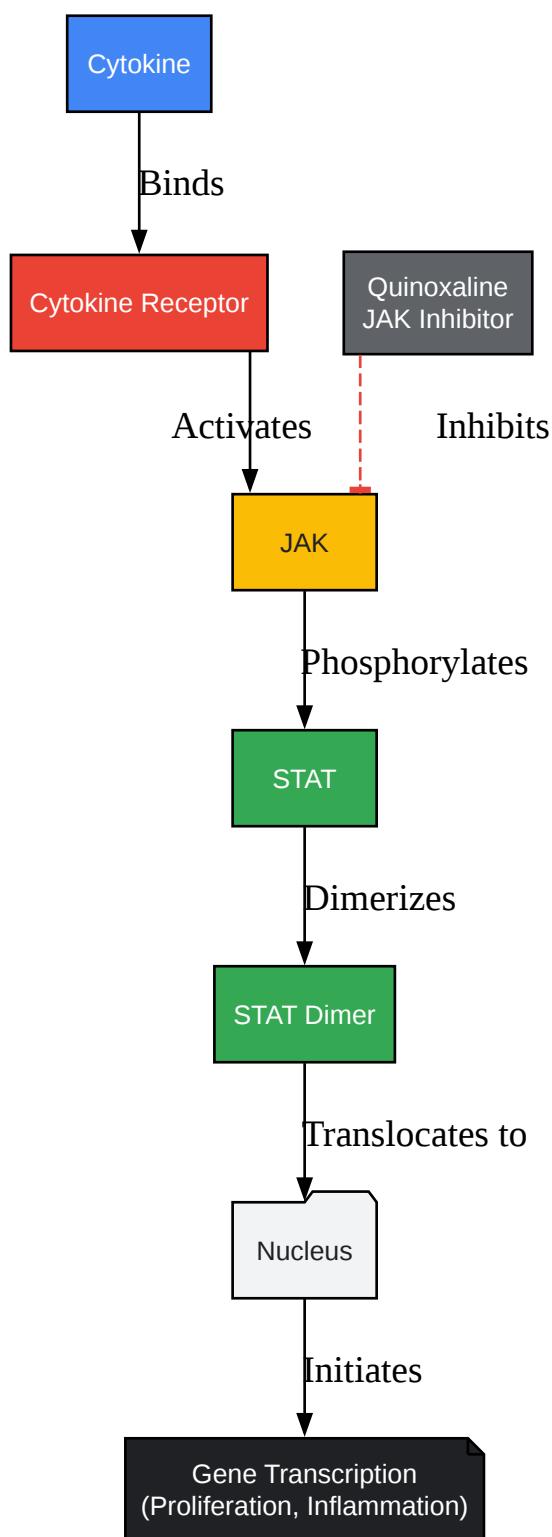 Cytokine
Binds
Cytokine Receptor
Quinoxaline
JAK Inhibitor
Activates
Inhibits
JAK
Phosphorylates
STAT
Dimerizes
STAT Dimer
Translocates to
Nucleus
Initiates
Gene Transcription
(Proliferation, Inflammation)